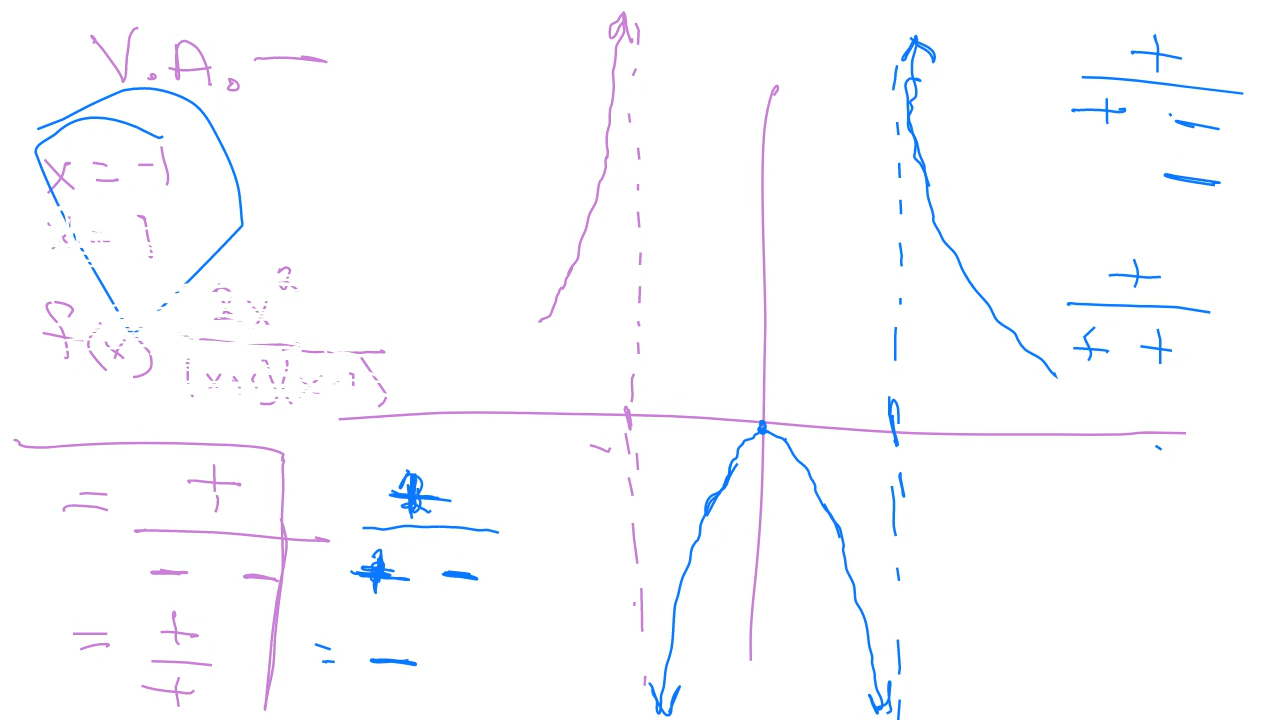 V.A. —
x = -1
x = 1
f(x) 2x²
(x+1)(x-1)
+
+ -
-
+
+ +
= +
- -
= +
+
+
+ -
= -